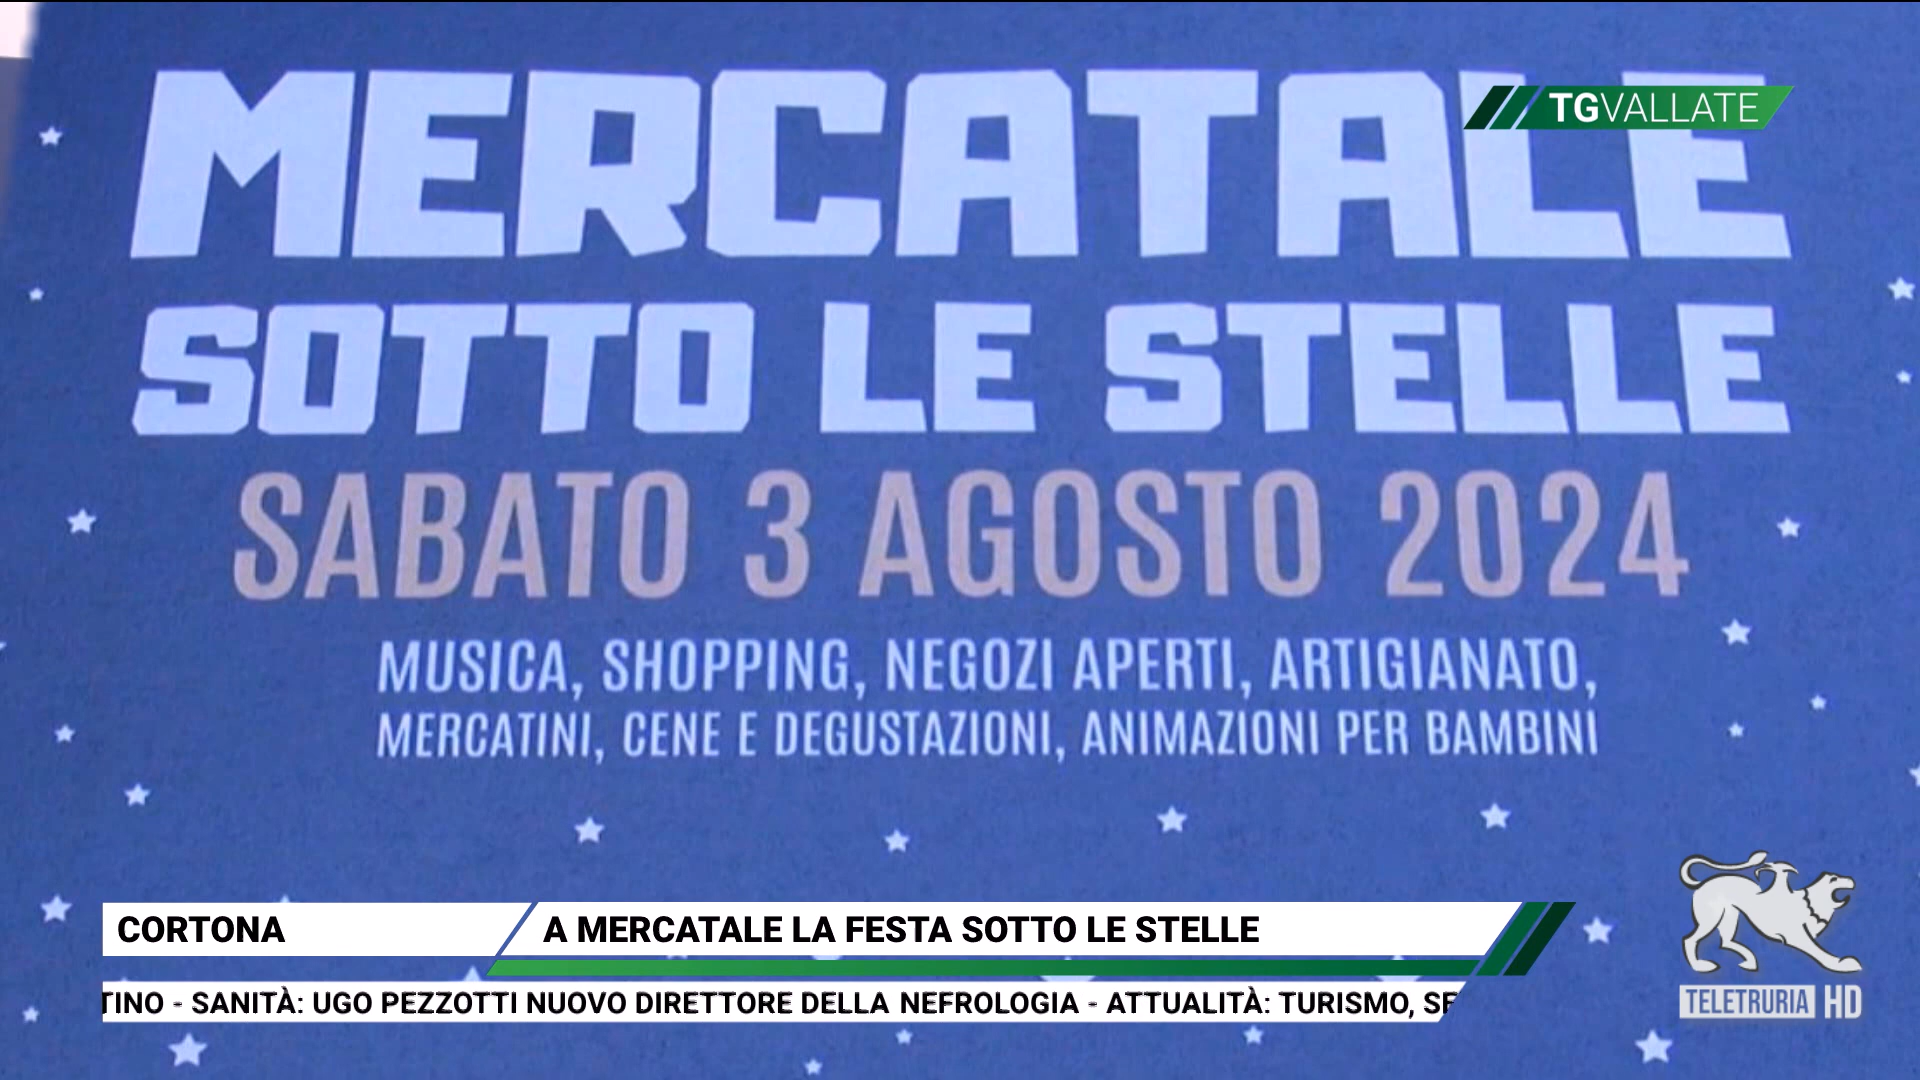 MERCATALE
TGVALLATE
SOTTO LE STELLE
SABATO 3 AGOSTO 2024
MUSICA, SHOPPING, NEGOZI APERTI, ARTIGIANATO,
MERCATINI, CENE E DEGUSTAZIONI, ANIMAZIONI PER BAMBINI
CORTONA
A MERCATALE LA FESTA SOTTO LE STELLE
- SANITÀ: UGO PEZZOTTI NUOVO DIRETTORE DELLA NEFROLOGIA - ATTUALITÀ: TURISMO,
TELETRURIA HD